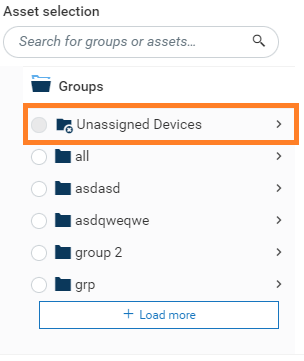 Asset selection
Search for groups or assets...
Groups
Unassigned Devices
all
asdasd
asdqweqwe
group 2
grp
+ Load more